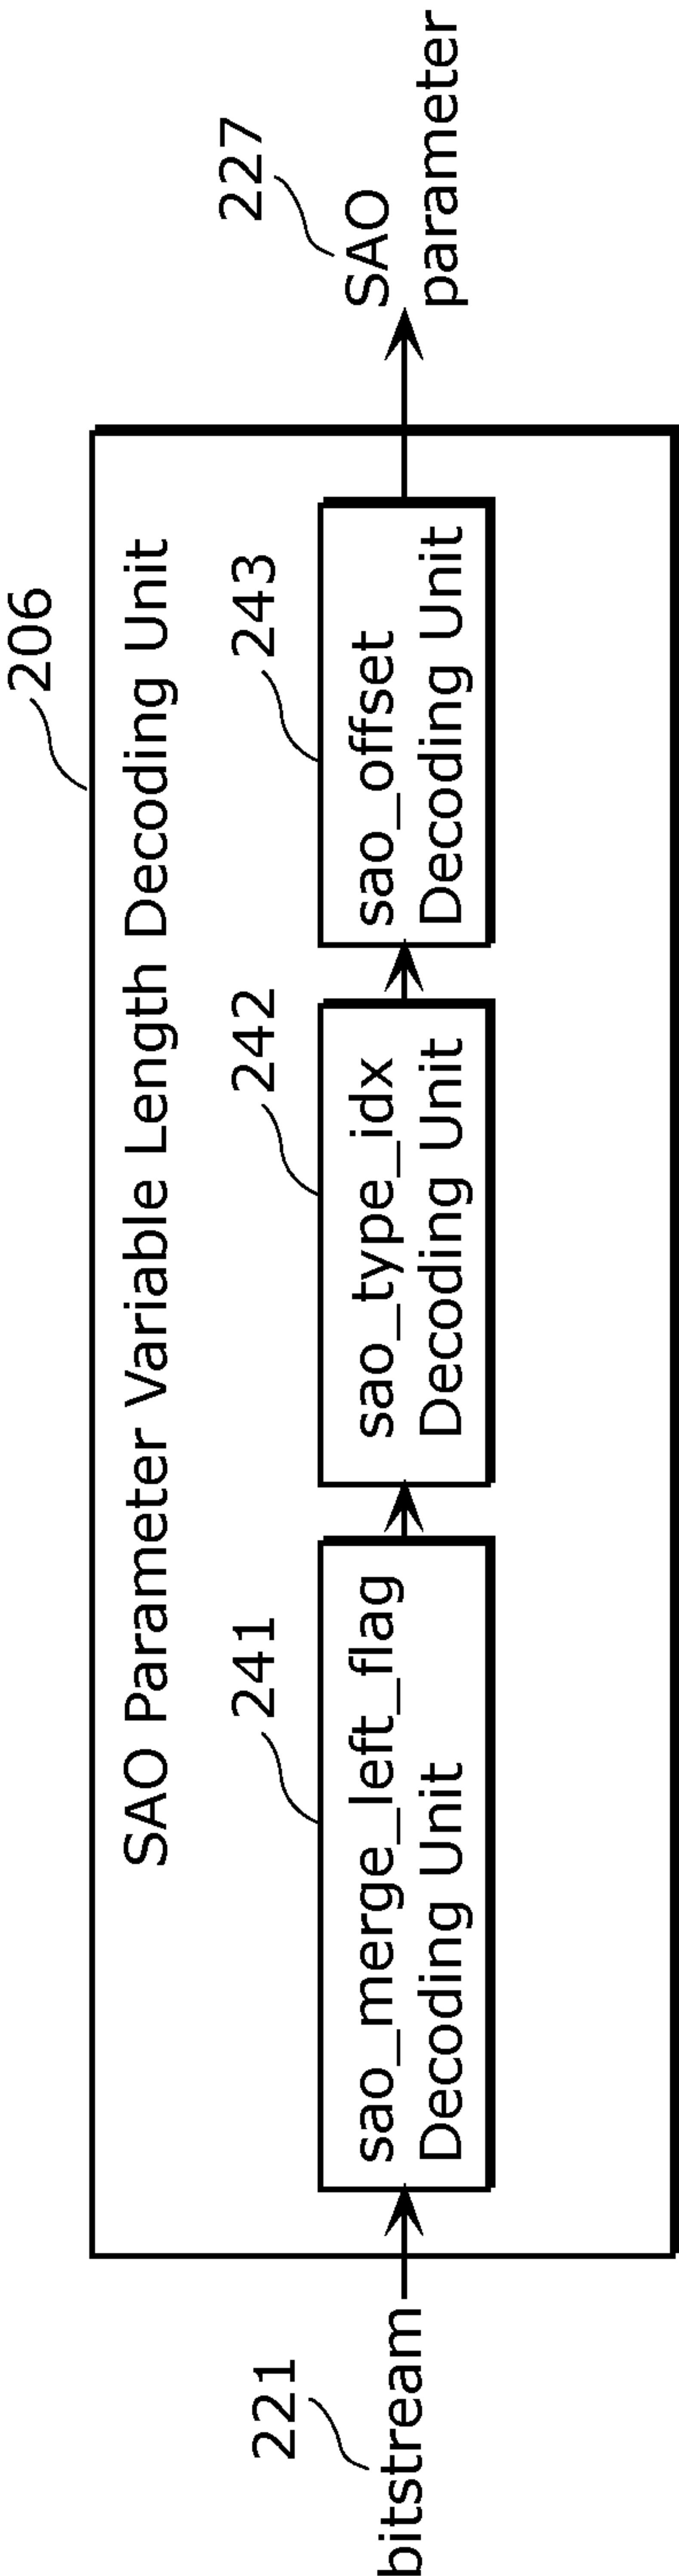 206
SAO Parameter Variable Length Decoding Unit
221
bitstream
241
sao_merge_left_flag
Decoding Unit
242
sao_type_idx
Decoding Unit
243
sao_offset
Decoding Unit
227
SAO
parameter